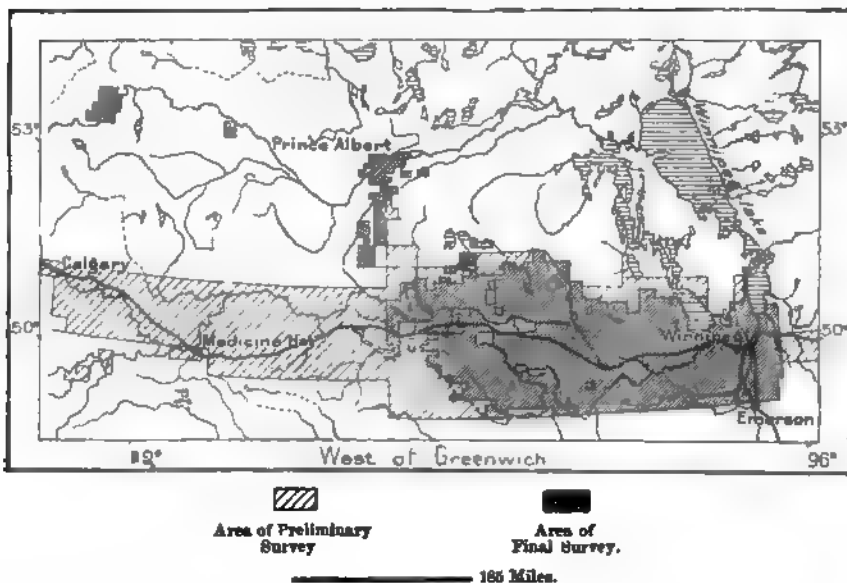 53° 53°
Prince Albert
Calgary
50° 50°
Medicine Hat
Winnipeg
Emerson
West of Greenwich 96°
Area of Preliminary
Survey
Area of
Final Survey.
165 Miles.